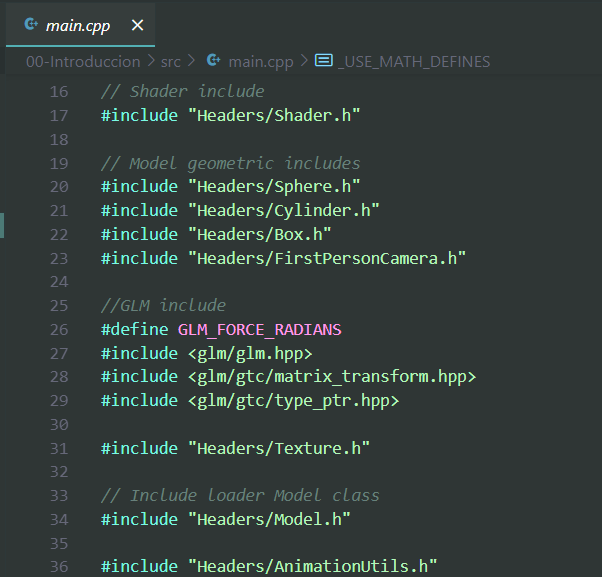 main.cpp
00-Introduccion > src > main.cpp > _USE_MATH_DEFINES
16 // Shader include
17 #include "Headers/Shader.h"
18
19 // Model geometric includes
20 #include "Headers/Sphere.h"
21 #include "Headers/Cylinder.h"
22 #include "Headers/Box.h"
23 #include "Headers/FirstPersonCamera.h"
24
25 //GLM include
26 #define GLM_FORCE_RADIANS
27 #include <glm/glm.hpp>
28 #include <glm/gtc/matrix_transform.hpp>
29 #include <glm/gtc/type_ptr.hpp>
30
31 #include "Headers/Texture.h"
32
33 // Include loader Model class
34 #include "Headers/Model.h"
35
36 #include "Headers/AnimationUtils.h"